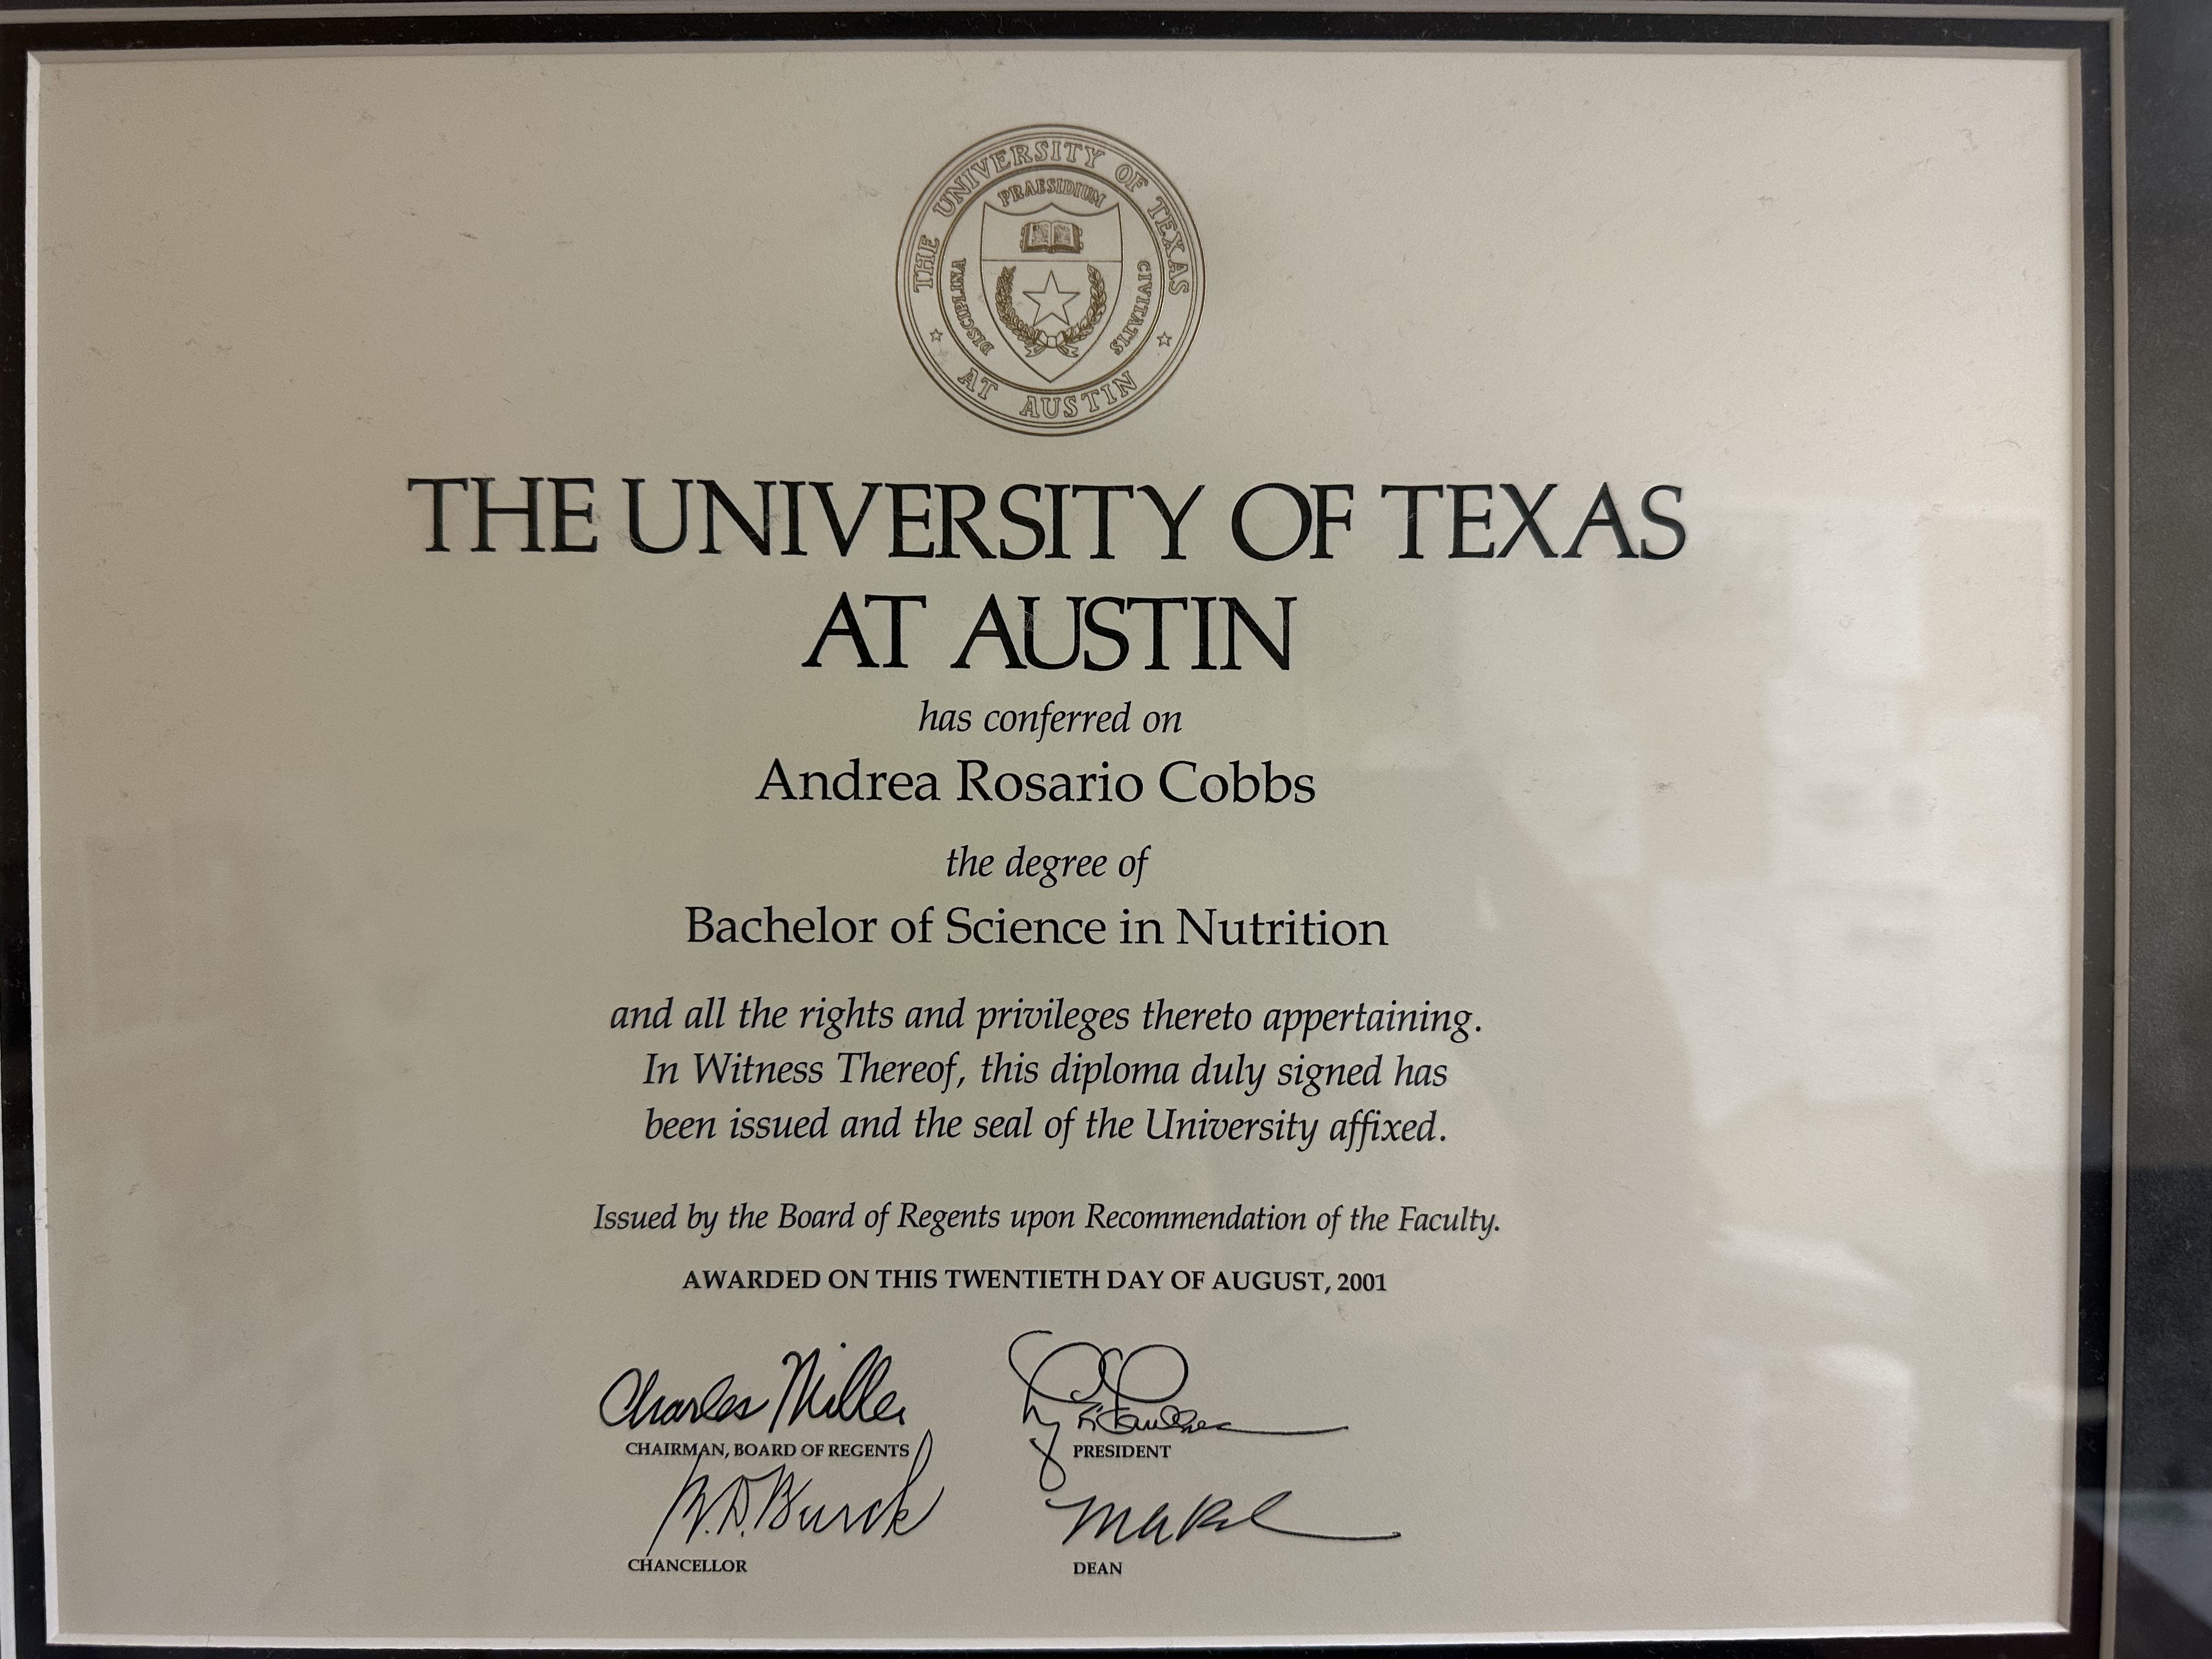 THE UNIVERSITY OF TEXAS
AT AUSTIN
PRAESIDIUM
DISCIPLINA
CIVITATIS
THE UNIVERSITY OF TEXAS
AT AUSTIN
has conferred on
Andrea Rosario Cobbs
the degree of
Bachelor of Science in Nutrition
and all the rights and privileges thereto appertaining.
In Witness Thereof, this diploma duly signed has
been issued and the seal of the University affixed.
Issued by the Board of Regents upon Recommendation of the Faculty.
AWARDED ON THIS TWENTIETH DAY OF AUGUST, 2001
Charles Miller
CHAIRMAN, BOARD OF REGENTS
PRESIDENT
R.D. Burck
CHANCELLOR
DEAN